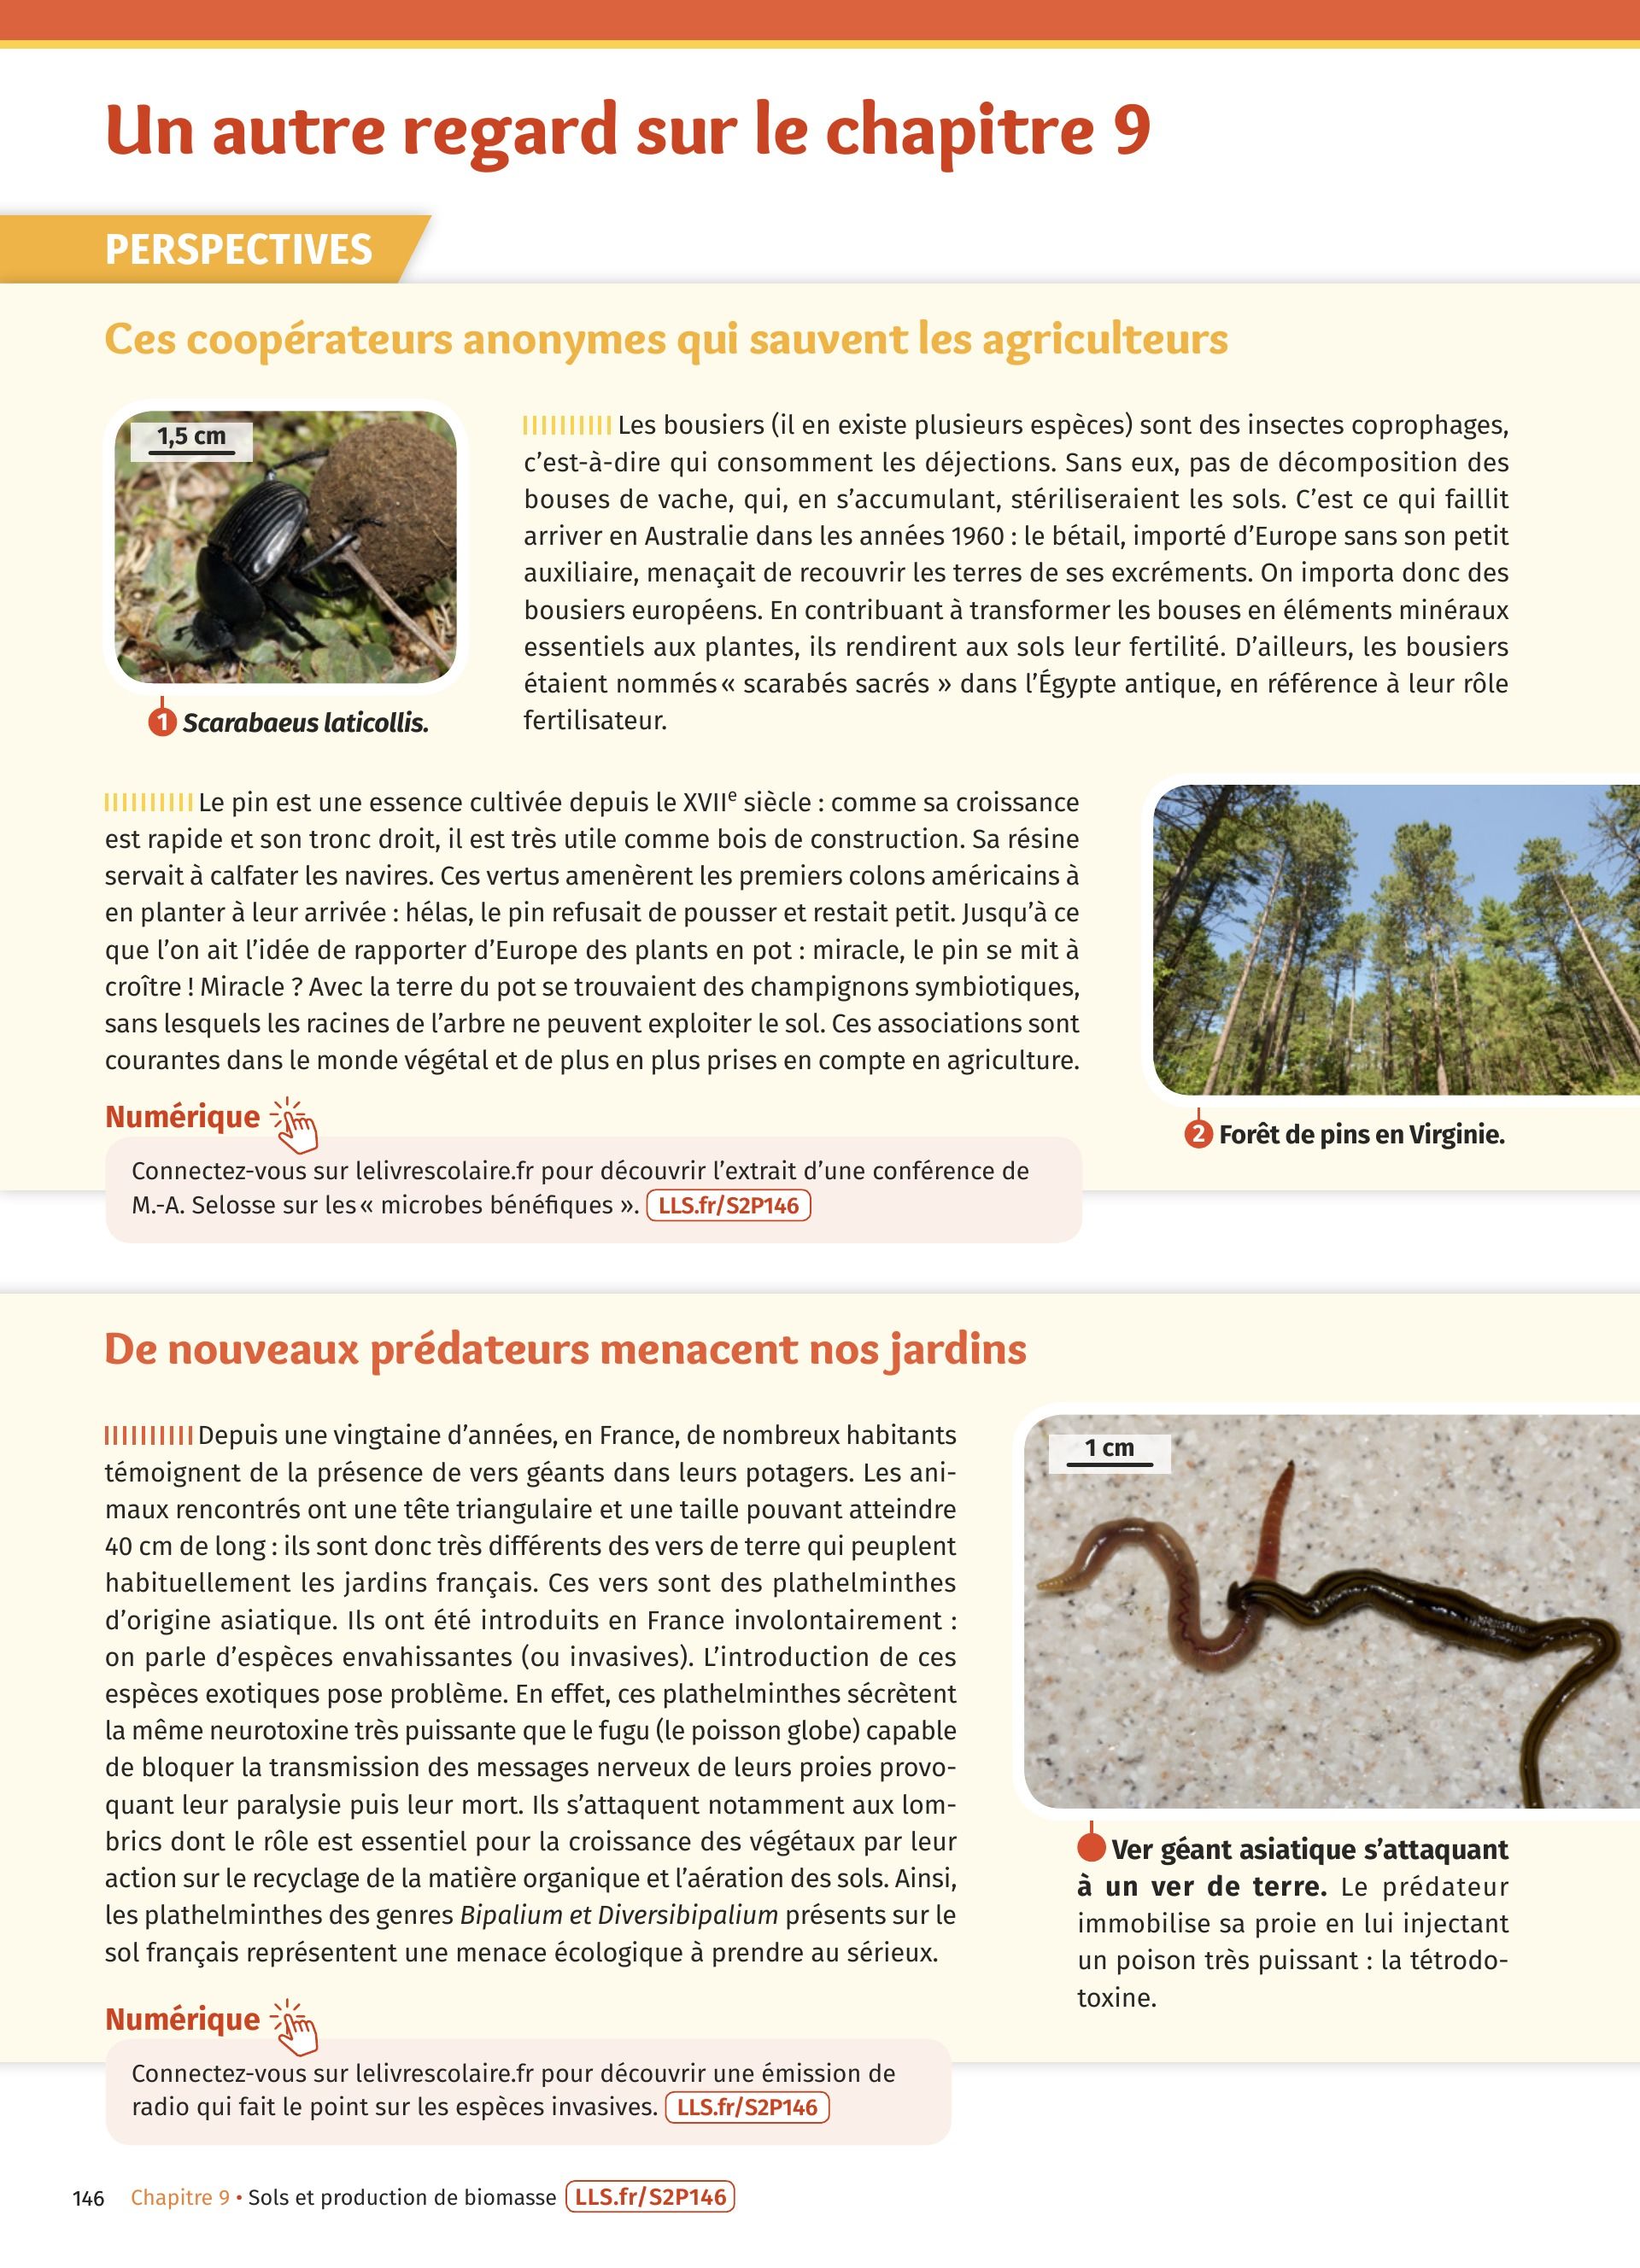 Un autre regard sur le chapitre 9
PERSPECTIVES
Ces coopérateurs anonymes qui sauvent les agriculteurs
1,5 cm
1 Scarabaeus laticollis.
Les bousiers (il en existe plusieurs espèces) sont des insectes coprophages,
c’est-à-dire qui consomment les déjections. Sans eux, pas de décomposition des
bouses de vache, qui, en s’accumulant, stériliseraient les sols. C’est ce qui faillit
arriver en Australie dans les années 1960 : le bétail, importé d’Europe sans son petit
auxiliaire, menaçait de recouvrir les terres de ses excréments. On importa donc des
bousiers européens. En contribuant à transformer les bouses en éléments minéraux
essentiels aux plantes, ils rendirent aux sols leur fertilité. D’ailleurs, les bousiers
étaient nommés « scarabés sacrés » dans l’Égypte antique, en référence à leur rôle
fertilisateur.
Le pin est une essence cultivée depuis le XVIIe siècle : comme sa croissance
est rapide et son tronc droit, il est très utile comme bois de construction. Sa résine
servait à calfater les navires. Ces vertus amenèrent les premiers colons américains à
en planter à leur arrivée : hélas, le pin refusait de pousser et restait petit. Jusqu’à ce
que l’on ait l’idée de rapporter d’Europe des plants en pot : miracle, le pin se mit à
croître ! Miracle ? Avec la terre du pot se trouvaient des champignons symbiotiques,
sans lesquels les racines de l’arbre ne peuvent exploiter le sol. Ces associations sont
courantes dans le monde végétal et de plus en plus prises en compte en agriculture.
2 Forêt de pins en Virginie.
Numérique
Connectez-vous sur lelivrescolaire.fr pour découvrir l’extrait d’une conférence de
M.-A. Selosse sur les « microbes bénéfiques ». LLS.fr/S2P146
De nouveaux prédateurs menacent nos jardins
Depuis une vingtaine d’années, en France, de nombreux habitants
témoignent de la présence de vers géants dans leurs potagers. Les ani-
maux rencontrés ont une tête triangulaire et une taille pouvant atteindre
40 cm de long : ils sont donc très différents des vers de terre qui peuplent
habituellement les jardins français. Ces vers sont des plathelminthes
d’origine asiatique. Ils ont été introduits en France involontairement :
on parle d’espèces envahissantes (ou invasives). L’introduction de ces
espèces exotiques pose problème. En effet, ces plathelminthes sécrètent
la même neurotoxine très puissante que le fugu (le poisson globe) capable
de bloquer la transmission des messages nerveux de leurs proies provo-
quant leur paralysie puis leur mort. Ils s’attaquent notamment aux lom-
brics dont le rôle est essentiel pour la croissance des végétaux par leur
action sur le recyclage de la matière organique et l’aération des sols. Ainsi,
les plathelminthes des genres Bipalium et Diversibipalium présents sur le
sol français représentent une menace écologique à prendre au sérieux.
1 cm
Ver géant asiatique s’attaquant
à un ver de terre. Le prédateur
immobilise sa proie en lui injectant
un poison très puissant : la tétrodo-
toxine.
Numérique
Connectez-vous sur lelivrescolaire.fr pour découvrir une émission de
radio qui fait le point sur les espèces invasives. LLS.fr/S2P146
146 Chapitre 9 • Sols et production de biomasse LLS.fr/S2P146